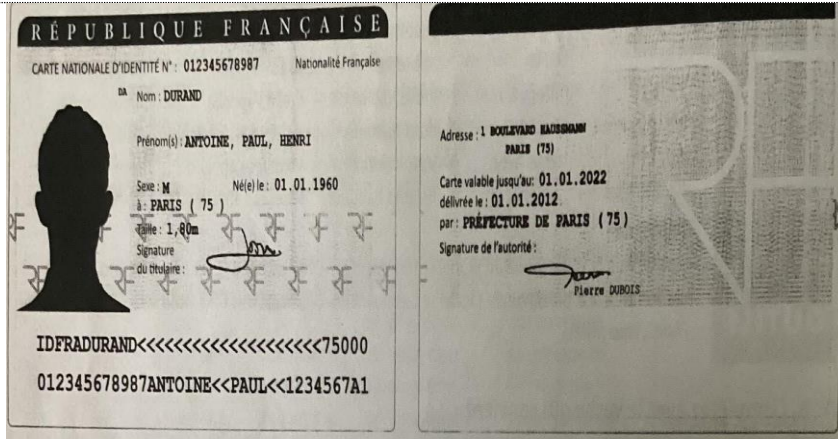 RÉPUBLIQUE FRANÇAISE
CARTE NATIONALE D'IDENTITÉ N° : 012345678987 Nationalité Française
DA Nom : DURAND
Prénom(s) : ANTOINE, PAUL, HENRI
Sexe : M Né(e) le : 01.01.1960
à : PARIS ( 75 )
Taille : 1,80m
Signature
du titulaire :
IDFRADURAND<<<<<<<<<<<<<<<<<<<<75000
012345678987ANTOINE<<PAUL<<1234567A1
Adresse : 1 BOULEVARD HAUSSMANN
PARIS (75)
Carte valable jusqu'au: 01.01.2022
délivrée le : 01.01.2012
par : PRÉFECTURE DE PARIS ( 75 )
Signature de l'autorité :
Pierre DUBOIS